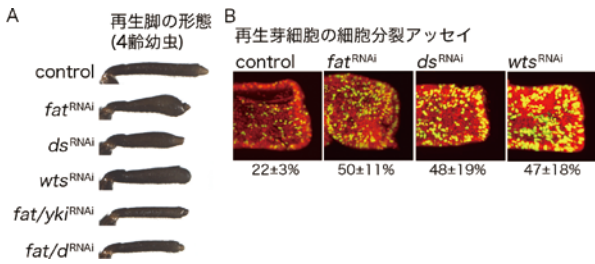 A
再生脚の形態
(4齢幼虫)
control
fatRNAi
dsRNAi
wtsRNAi
fat/ykiRNAi
fat/dRNAi
B
再生芽細胞の細胞分裂アッセイ
control fatRNAi dsRNAi wtsRNAi
22±3% 50±11% 48±19% 47±18%